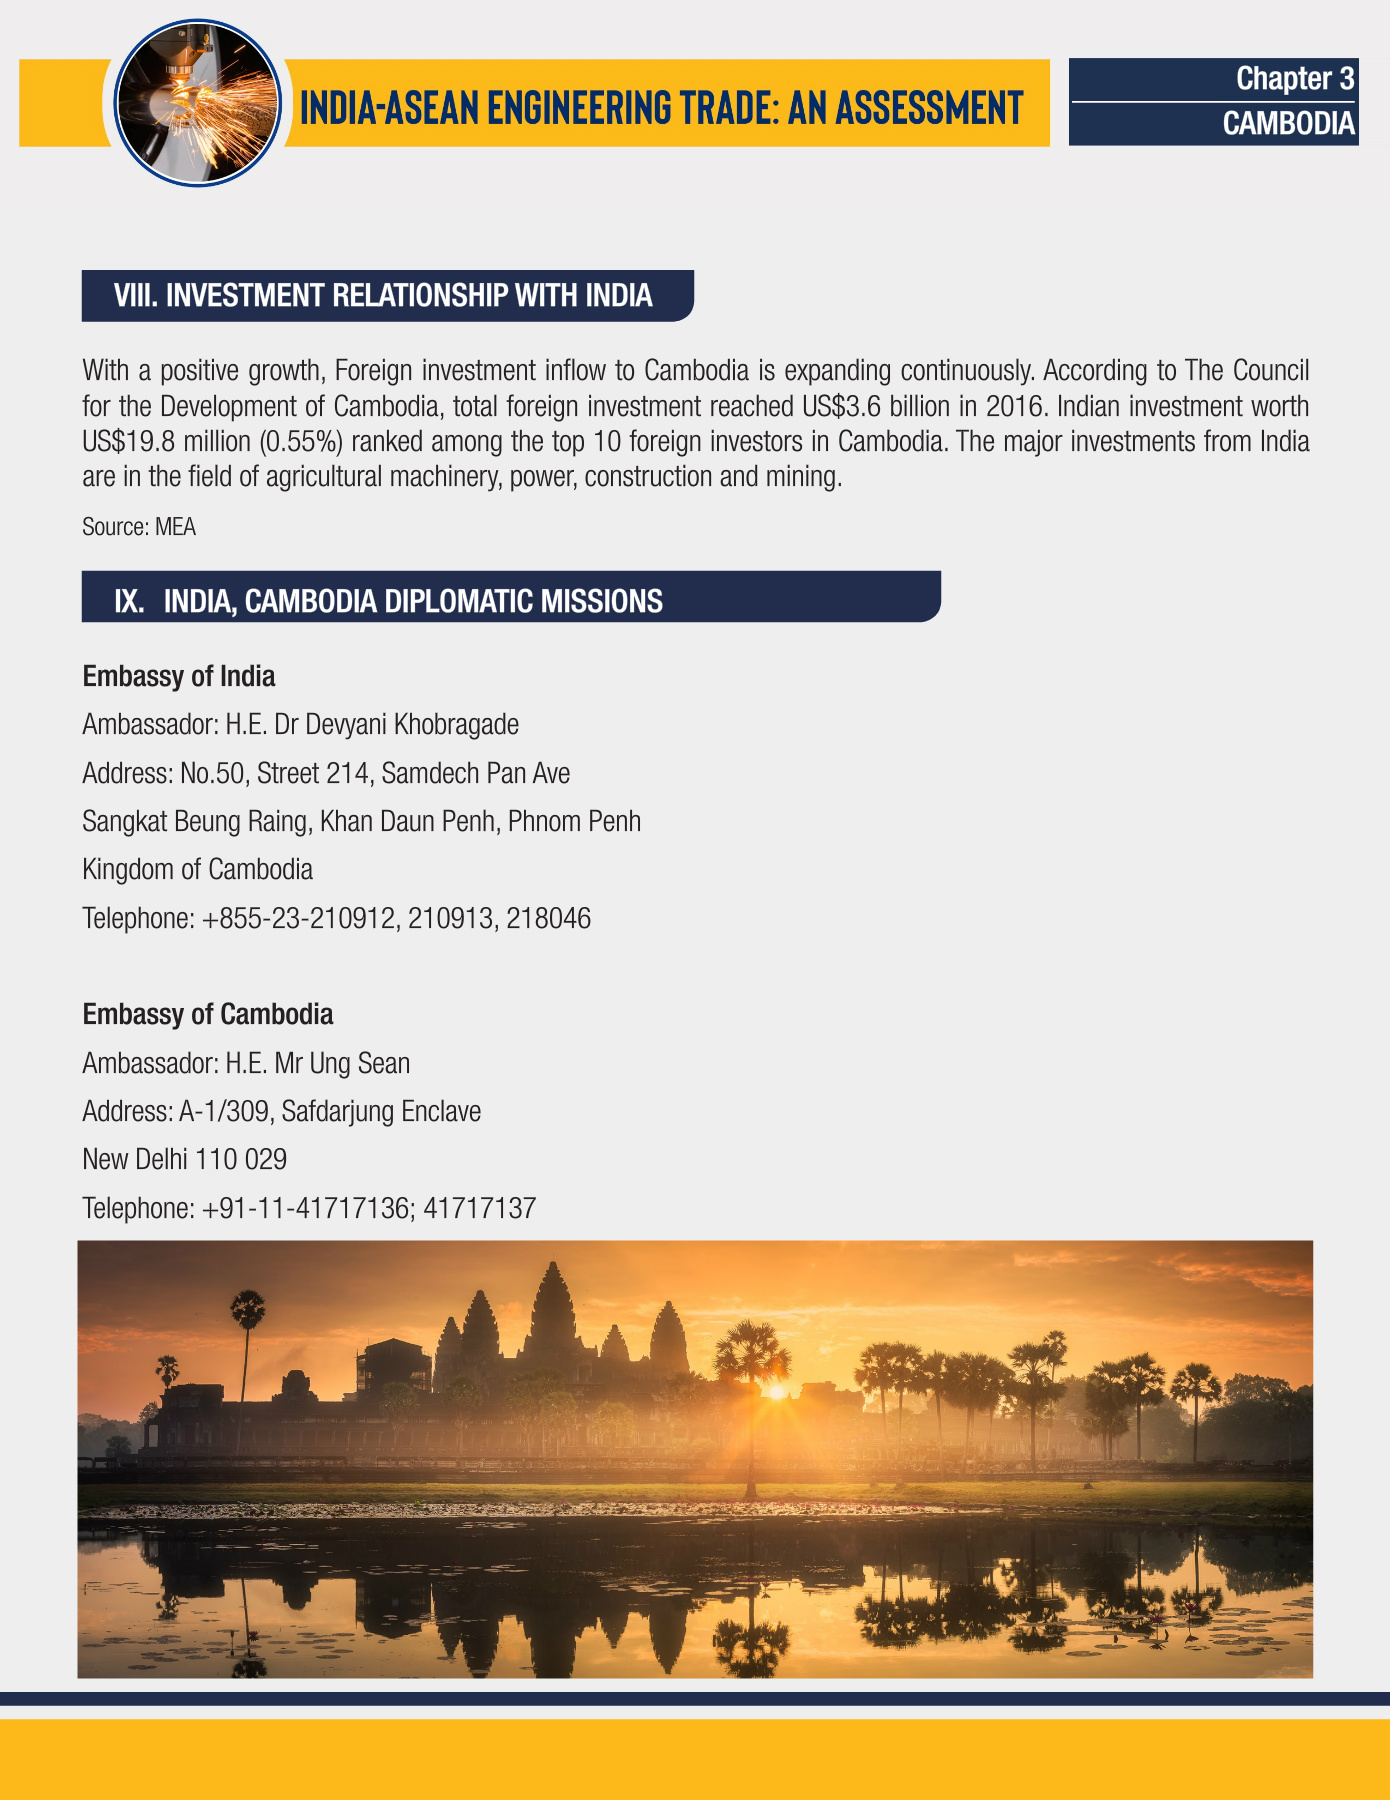 INDIA-ASEAN ENGINEERING TRADE: AN ASSESSMENT
Chapter 3
CAMBODIA
VIII. INVESTMENT RELATIONSHIP WITH INDIA
With a positive growth, Foreign investment inflow to Cambodia is expanding continuously. According to The Council
for the Development of Cambodia, total foreign investment reached US$3.6 billion in 2016. Indian investment worth
US$19.8 million (0.55%) ranked among the top 10 foreign investors in Cambodia. The major investments from India
are in the field of agricultural machinery, power, construction and mining.
Source: MEA
IX. INDIA, CAMBODIA DIPLOMATIC MISSIONS
Embassy of India
Ambassador: H.E. Dr Devyani Khobragade
Address: No.50, Street 214, Samdech Pan Ave
Sangkat Beung Raing, Khan Daun Penh, Phnom Penh
Kingdom of Cambodia
Telephone: +855-23-210912, 210913, 218046
Embassy of Cambodia
Ambassador: H.E. Mr Ung Sean
Address: A-1/309, Safdarjung Enclave
New Delhi 110 029
Telephone: +91-11-41717136; 41717137